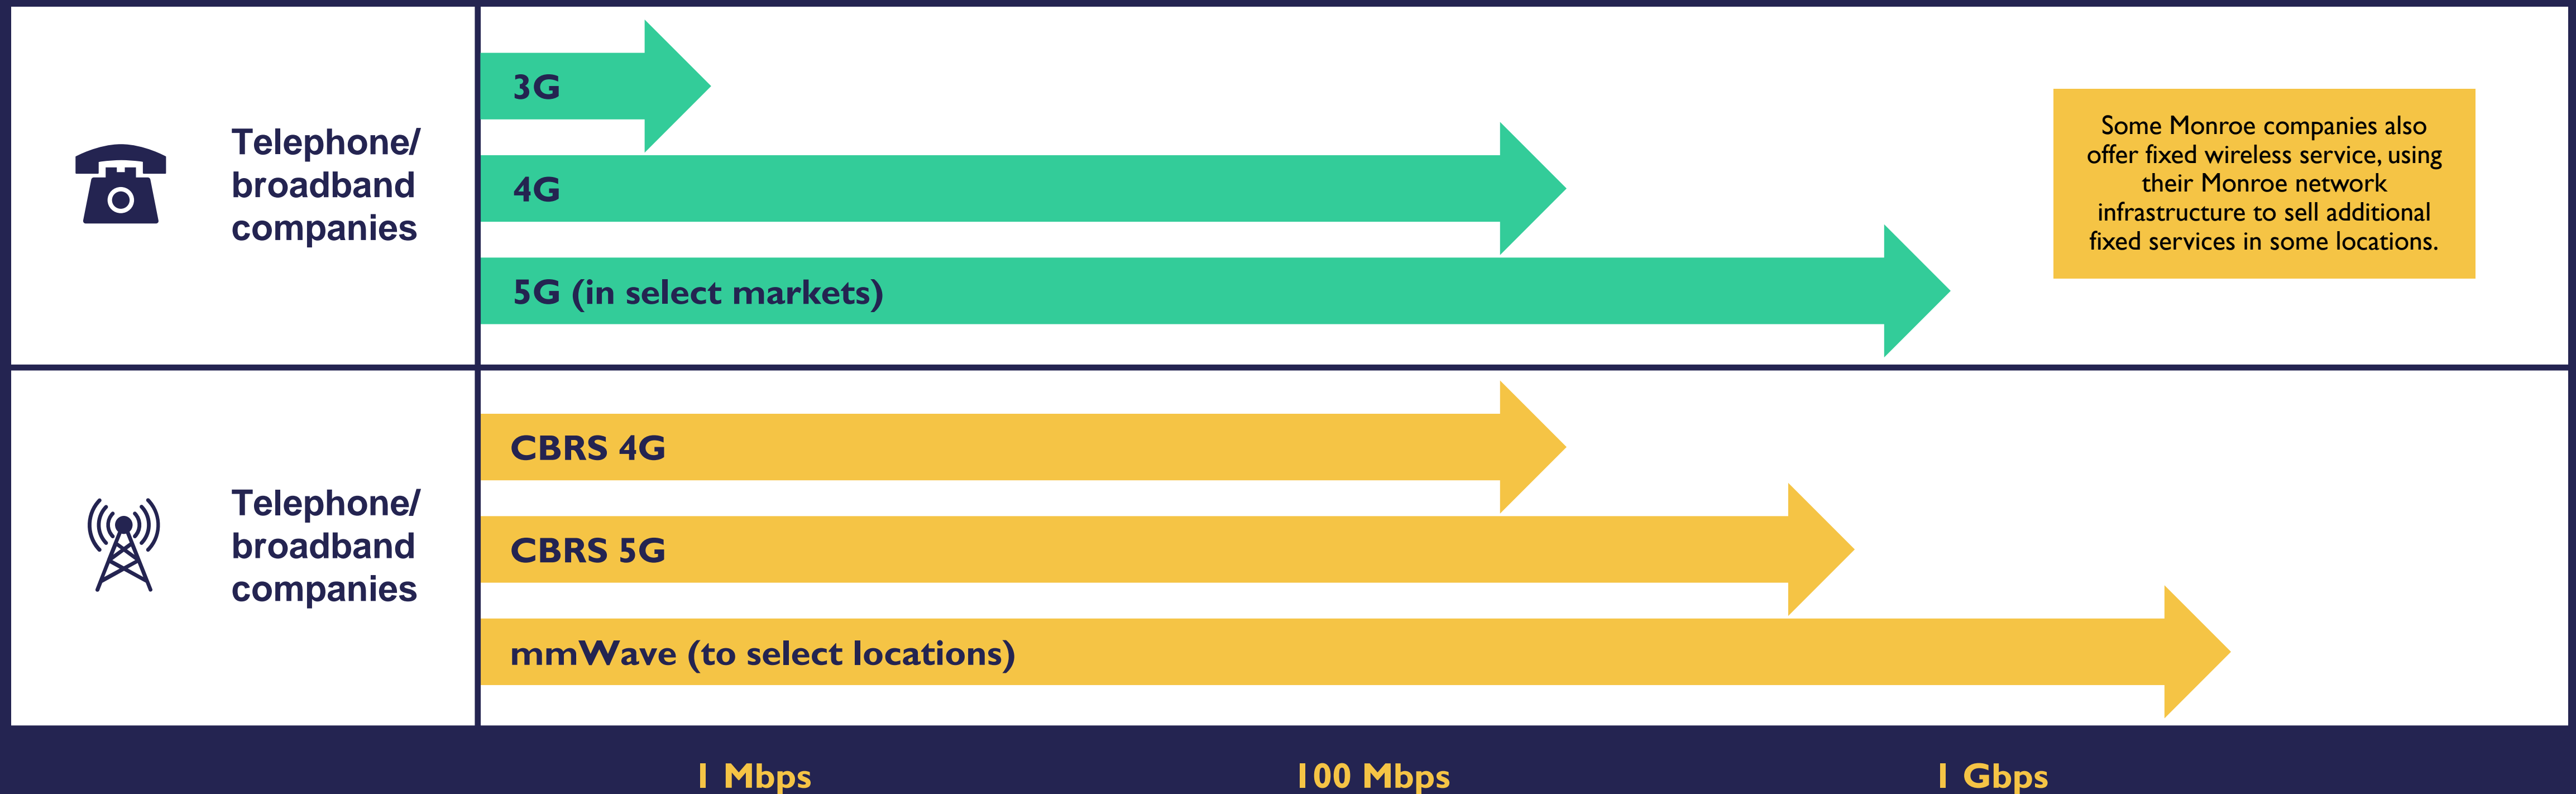 Telephone/
broadband
companies
3G
4G
5G (in select markets)
Some Monroe companies also
offer fixed wireless service, using
their Monroe network
infrastructure to sell additional
fixed services in some locations.
Telephone/
broadband
companies
CBRS 4G
CBRS 5G
mmWave (to select locations)
1 Mbps
100 Mbps
1 Gbps